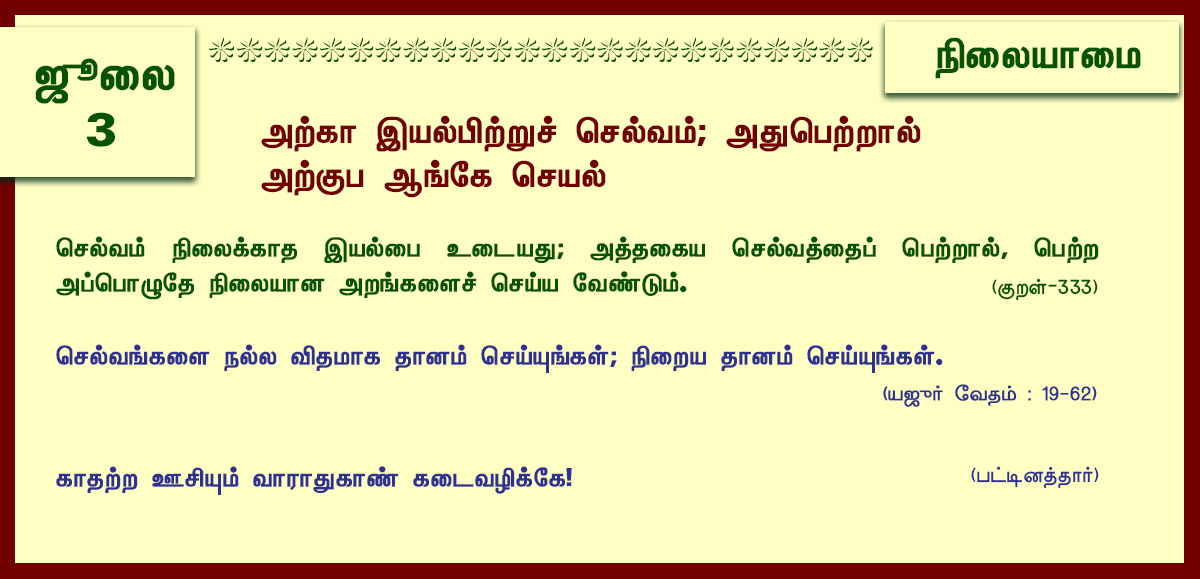 ஜூலை
3
நிலையாமை
அற்கா இயல்பிற்றுச் செல்வம்; அதுபெற்றால்
அற்குப ஆங்கே செயல்
செல்வம் நிலைக்காத இயல்பை உடையது; அத்தகைய செல்வத்தைப் பெற்றால், பெற்ற
அப்பொழுதே நிலையான அறங்களைச் செய்ய வேண்டும்.
(குறள்-333)
செல்வங்களை நல்ல விதமாக தானம் செய்யுங்கள்; நிறைய தானம் செய்யுங்கள்.
(யஜுர் வேதம் : 19-62)
காதற்ற ஊசியும் வாராதுகாண் கடைவழிக்கே!
(பட்டினத்தார்)